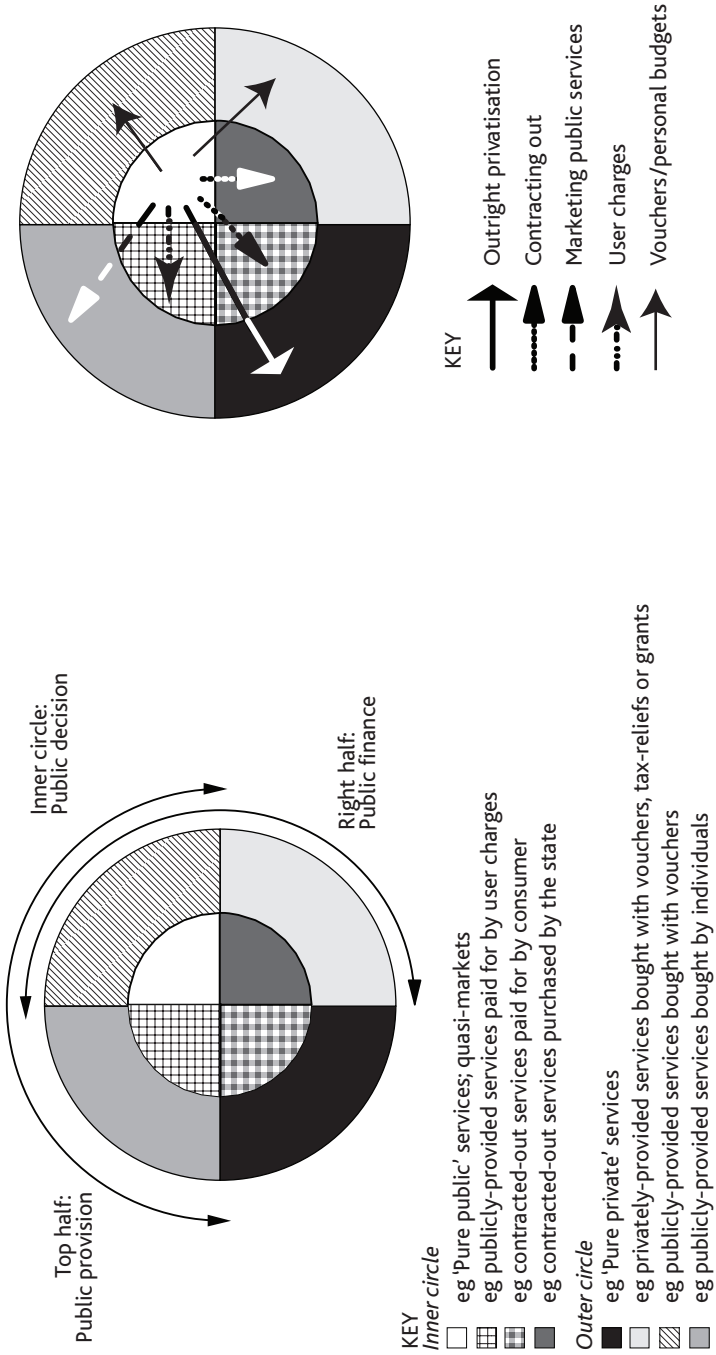 Top half:
Public provision
Inner circle:
Public decision
Right half:
Public finance
KEY
Inner circle
eg 'Pure public' services; quasi-markets
eg publicly-provided services paid for by user charges
eg contracted-out services paid for by consumer
eg contracted-out services purchased by the state
Outer circle
eg 'Pure private' services
eg privately-provided services bought with vouchers, tax-reliefs or grants
eg publicly-provided services bought with vouchers
eg publicly-provided services bought by individuals
KEY
Outright privatisation
Contracting out
Marketing public services
User charges
Vouchers/personal budgets